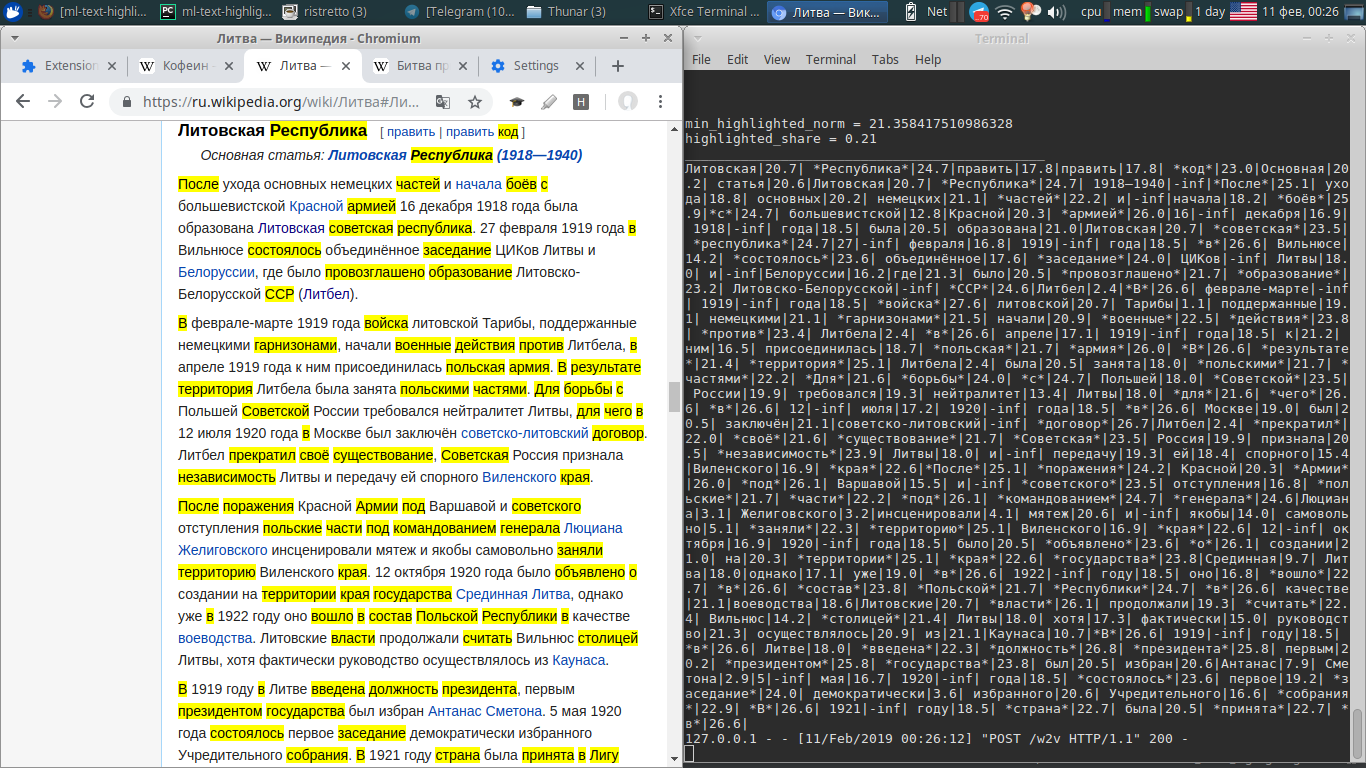 [ml-text-highli...
ml-text-highlig...
ristretto (3)
[Telegram (10...
Thunar (3)
Xfce Terminal ...
Литва — Вик...
Net
70
cpu
mem
swap
1 day
11 фев, 00:26
Литва — Википедия - Chromium
Extension
Кофеин -
Литва —
Битва пр
Settings
https://ru.wikipedia.org/wiki/Литва#Ли...
H
Литовская Республика [ править | править код ]
Основная статья: Литовская Республика (1918—1940)
После ухода основных немецких частей и начала боёв с
большевистской Красной армией 16 декабря 1918 года была
образована Литовская советская республика. 27 февраля 1919 года в
Вильнюсе состоялось объединённое заседание ЦИКов Литвы и
Белоруссии, где было провозглашено образование Литовско-
Белорусской ССР (Литбел).
В феврале-марте 1919 года войска литовской Тарибы, поддержанные
немецкими гарнизонами, начали военные действия против Литбела, в
апреле 1919 года к ним присоединилась польская армия. В результате
территория Литбела была занята польскими частями. Для борьбы с
Польшей Советской России требовался нейтралитет Литвы, для чего в
12 июля 1920 года в Москве был заключён советско-литовский договор.
Литбел прекратил своё существование, Советская Россия признала
независимость Литвы и передачу ей спорного Виленского края.
После поражения Красной Армии под Варшавой и советского
отступления польские части под командованием генерала Люциана
Желиговского инсценировали мятеж и якобы самовольно заняли
территорию Виленского края. 12 октября 1920 года было объявлено о
создании на территории края государства Срединная Литва, однако
уже в 1922 году оно вошло в состав Польской Республики в качестве
воеводства. Литовские власти продолжали считать Вильнюс столицей
Литвы, хотя фактически руководство осуществлялось из Каунаса.
В 1919 году в Литве введена должность президента, первым
президентом государства был избран Антанас Сметона. 5 мая 1920
года состоялось первое заседание демократически избранного
Учредительного собрания. В 1921 году страна была принята в Лигу
Terminal
File Edit View Terminal Tabs Help
min_highlighted_norm = 21.358417510986328
highlighted_share = 0.21
Литовская|20.7| *Республика*|24.7|править|17.8|править|17.8| *код*|23.0|Основная|20
.2| статья|20.6|Литовская|20.7| *Республика*|24.7| 1918—1940|-inf|*После*|25.1| ухо
да|18.8| основных|20.2| немецких|21.1| *частей*|22.2| и|-inf|начала|18.2| *боёв*|25
.9|*с*|24.7| большевистской|12.8|Красной|20.3| *армией*|26.0|16|-inf| декабря|16.9|
 1918|-inf| года|18.5| была|20.5| образована|21.0|Литовская|20.7| *советская*|23.5|
 *республика*|24.7|27|-inf| февраля|16.8| 1919|-inf| года|18.5| *в*|26.6| Вильнюсе|
14.2| *состоялось*|23.6| объединённое|17.6| *заседание*|24.0| ЦИКов|-inf| Литвы|18.
0| и|-inf|Белоруссии|16.2|где|21.3| было|20.5| *провозглашено*|21.7| *образование*|
23.2| Литовско-Белорусской|-inf| *ССР*|24.6|Литбел|2.4|*В*|26.6| феврале-марте|-inf
| 1919|-inf| года|18.5| *войска*|27.6| литовской|20.7| Тарибы|1.1| поддержанные|19.
1| немецкими|21.1| *гарнизонами*|21.5| начали|20.9| *военные*|22.5| *действия*|23.8
| *против*|23.4| Литбела|2.4| *в*|26.6| апреле|17.1| 1919|-inf| года|18.5| к|21.2|
ним|16.5| присоединилась|18.7| *польская*|21.7| *армия*|26.0| *В*|26.6| *результате
*|21.4| *территория*|25.1| Литбела|2.4| была|20.5| занята|18.0| *польскими*|21.7| *
частями*|22.2| *Для*|21.6| *борьбы*|24.0| *с*|24.7| Польшей|18.0| *Советской*|23.5|
 России|19.9| требовался|19.3| нейтралитет|13.4| Литвы|18.0| *для*|21.6| *чего*|26.
6| *в*|26.6| 12|-inf| июля|17.2| 1920|-inf| года|18.5| *в*|26.6| Москве|19.0| был|2
0.5| заключён|21.1|советско-литовский|-inf| *договор*|26.7|Литбел|2.4| *прекратил*|
22.0| *своё*|21.6| *существование*|21.7| *Советская*|23.5| Россия|19.9| признала|20
.5| *независимость*|23.9| Литвы|18.0| и|-inf| передачу|19.3| ей|18.4| спорного|15.4
|Виленского|16.9| *края*|22.6|*После*|25.1| *поражения*|24.2| Красной|20.3| *Армии*
|26.0| *под*|26.1| Варшавой|15.5| и|-inf| *советского*|23.5| отступления|16.8| *пол
ьские*|21.7| *части*|22.2| *под*|26.1| *командованием*|24.7| *генерала*|24.6|Люциан
а|3.1| Желиговского|3.2|инсценировали|4.1| мятеж|20.6| и|-inf| якобы|14.0| самоволь
но|5.1| *заняли*|22.3| *территорию*|25.1| Виленского|16.9| *края*|22.6| 12|-inf| ок
тября|16.9| 1920|-inf| года|18.5| было|20.5| *объявлено*|23.6| *о*|26.1| создании|2
1.0| на|20.3| *территории*|25.1| *края*|22.6| *государства*|23.8|Срединная|9.7| Лит
ва|18.0|однако|17.1| уже|19.0| *в*|26.6| 1922|-inf| году|18.5| оно|16.8| *вошло*|22
.7| *в*|26.6| *состав*|23.8| *Польской*|21.7| *Республики*|24.7| *в*|26.6| качестве
|21.1|воеводства|18.6|Литовские|20.7| *власти*|26.1| продолжали|19.3| *считать*|22.
4| Вильнюс|14.2| *столицей*|21.4| Литвы|18.0| хотя|17.3| фактически|15.0| руководст
во|21.3| осуществлялось|20.9| из|21.1|Каунаса|10.7|*В*|26.6| 1919|-inf| году|18.5|
*в*|26.6| Литве|18.0| *введена*|22.3| *должность*|26.8| *президента*|25.8| первым|2
0.2| *президентом*|25.8| *государства*|23.8| был|20.5| избран|20.6|Антанас|7.9| Сме
тона|2.9|5|-inf| мая|16.7| 1920|-inf| года|18.5| *состоялось*|23.6| первое|19.2| *з
аседание*|24.0| демократически|3.6| избранного|20.6| Учредительного|16.6| *собрания
*|22.9| *В*|26.6| 1921|-inf| году|18.5| *страна*|22.7| была|20.5| *принята*|22.7| *
в*|26.6|
127.0.0.1 - - [11/Feb/2019 00:26:12] "POST /w2v HTTP/1.1" 200 -